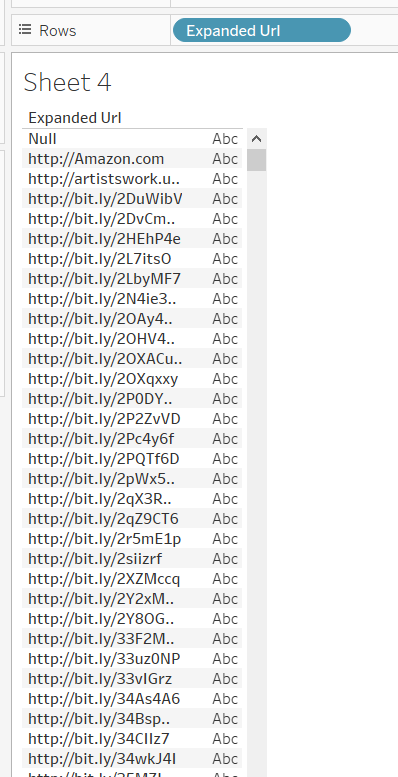 Rows Expanded Url
Sheet 4
Expanded Url
Null Abc
http://Amazon.com Abc
http://artistswork.u.. Abc
http://bit.ly/2DuWibV Abc
http://bit.ly/2DvCm.. Abc
http://bit.ly/2HEhP4e Abc
http://bit.ly/2L7itsO Abc
http://bit.ly/2LbyMF7 Abc
http://bit.ly/2N4ie3.. Abc
http://bit.ly/2OAy4.. Abc
http://bit.ly/2OHV4.. Abc
http://bit.ly/2OXACu.. Abc
http://bit.ly/2OXqxxy Abc
http://bit.ly/2P0DY.. Abc
http://bit.ly/2P2ZvVD Abc
http://bit.ly/2Pc4y6f Abc
http://bit.ly/2PQTf6D Abc
http://bit.ly/2pWx5.. Abc
http://bit.ly/2qX3R.. Abc
http://bit.ly/2qZ9CT6 Abc
http://bit.ly/2r5mE1p Abc
http://bit.ly/2siizrf Abc
http://bit.ly/2XZMccq Abc
http://bit.ly/2Y2xM.. Abc
http://bit.ly/2Y8OG.. Abc
http://bit.ly/33F2M.. Abc
http://bit.ly/33uz0NP Abc
http://bit.ly/33vIGrz Abc
http://bit.ly/34As4A6 Abc
http://bit.ly/34Bsp.. Abc
http://bit.ly/34CIIz7 Abc
http://bit.ly/34wkJ4I Abc